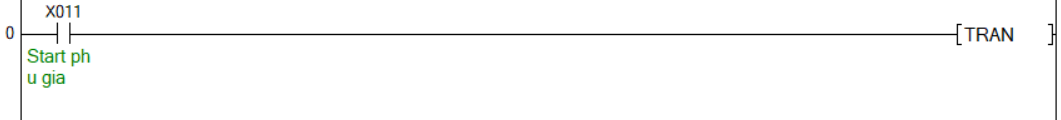 X011
0
[TRAN ]
Start ph
u gia